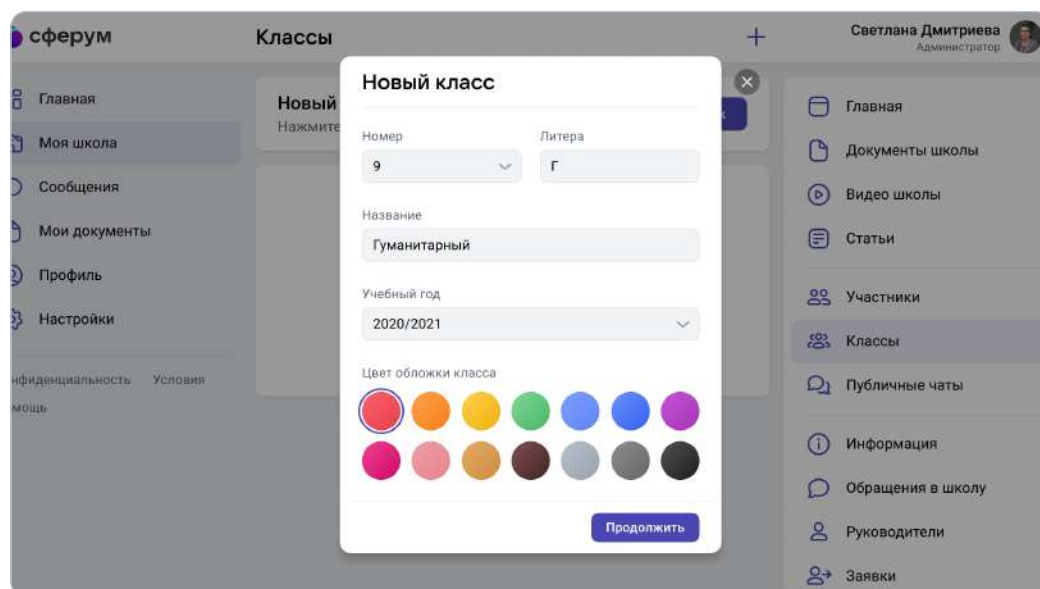 сферум
Классы
Светлана Дмитриева
Администратор
Главная
Моя школа
Сообщения
Мои документы
Профиль
Настройки
Условия
Новый
Нажмите
Новый класс
Номер
Литера
9
Г
Название
Гуманитарный
Учебный год
2020/2021
Цвет обложки класса
Продолжить
Главная
Документы школы
Видео школы
Статьи
Участники
Классы
Публичные чаты
Информация
Обращения в школу
Руководители
Заявки